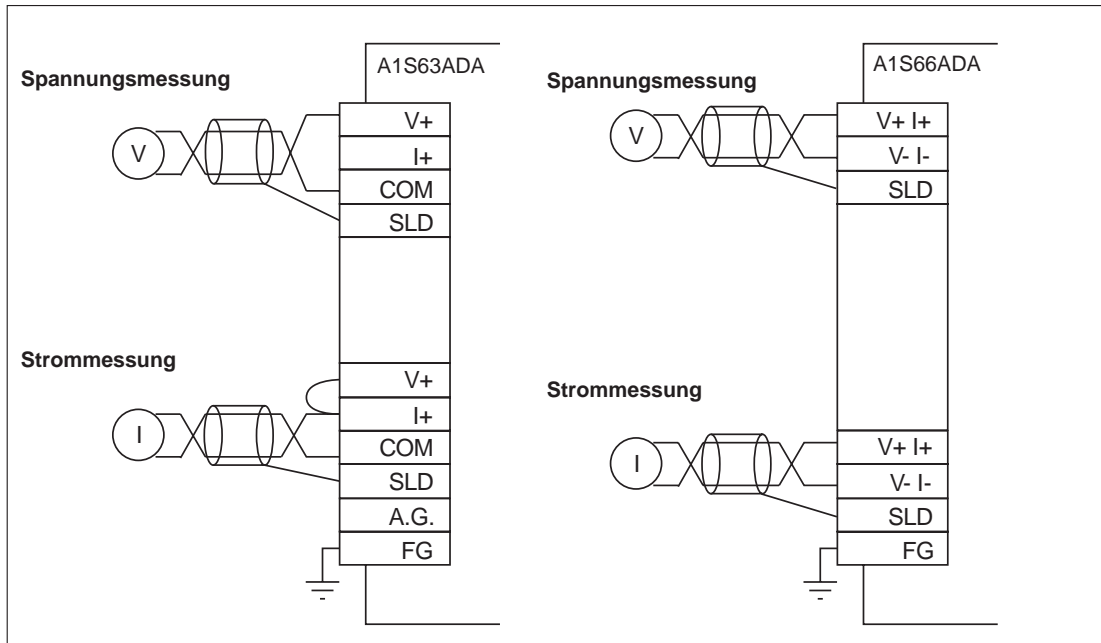 A1S63ADA
Spannungsmessung
V
V+
I+
COM
SLD
Strommessung
I
V+
I+
COM
SLD
A.G.
FG
A1S66ADA
Spannungsmessung
V
V+ I+
V- I-
SLD
Strommessung
I
V+ I+
V- I-
SLD
FG